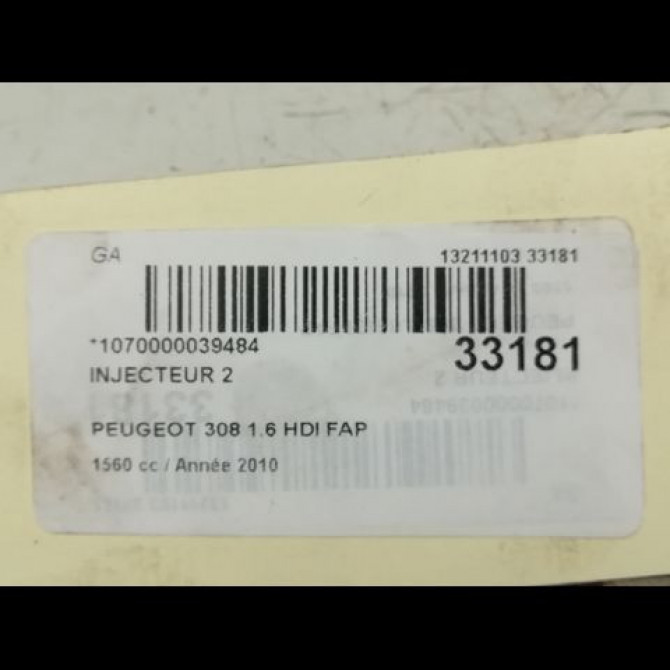 GA 13211103 33181
*1070000039484 33181
INJECTEUR 2
PEUGEOT 308 1.6 HDI FAP
1560 cc / Année 2010